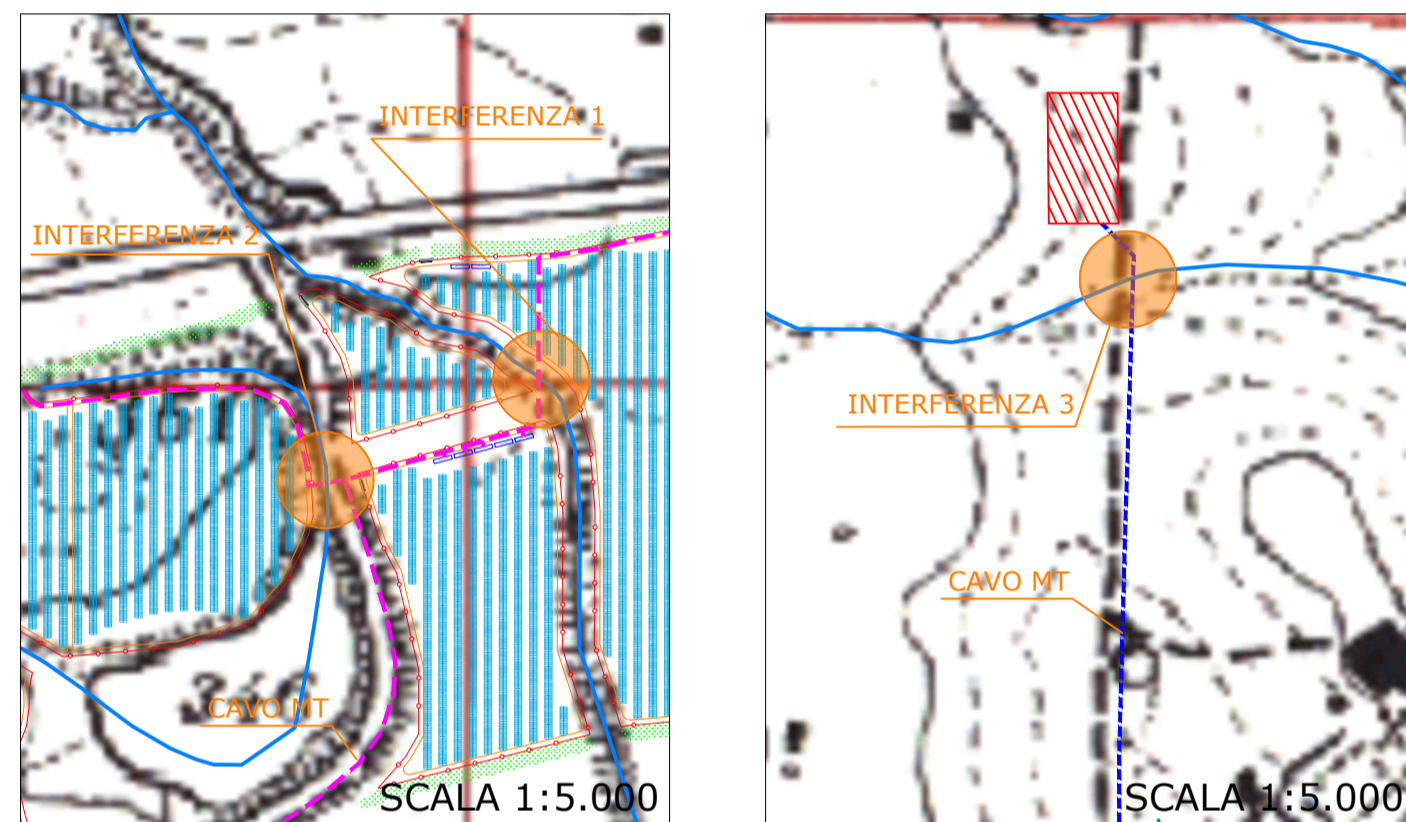 INTERFERENZA 1
INTERFERENZA 2
CAVO MT
SCALA 1:5.000
INTERFERENZA 3
CAVO MT
SCALA 1:5.000